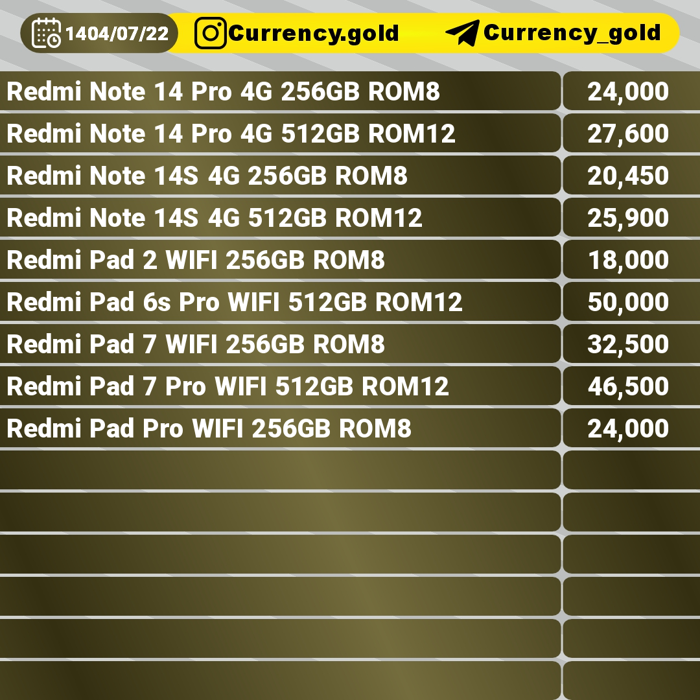 1404/07/22 Currency.gold Currency_gold
Redmi Note 14 Pro 4G 256GB ROM8 24,000
Redmi Note 14 Pro 4G 512GB ROM12 27,600
Redmi Note 14S 4G 256GB ROM8 20,450
Redmi Note 14S 4G 512GB ROM12 25,900
Redmi Pad 2 WIFI 256GB ROM8 18,000
Redmi Pad 6s Pro WIFI 512GB ROM12 50,000
Redmi Pad 7 WIFI 256GB ROM8 32,500
Redmi Pad 7 Pro WIFI 512GB ROM12 46,500
Redmi Pad Pro WIFI 256GB ROM8 24,000